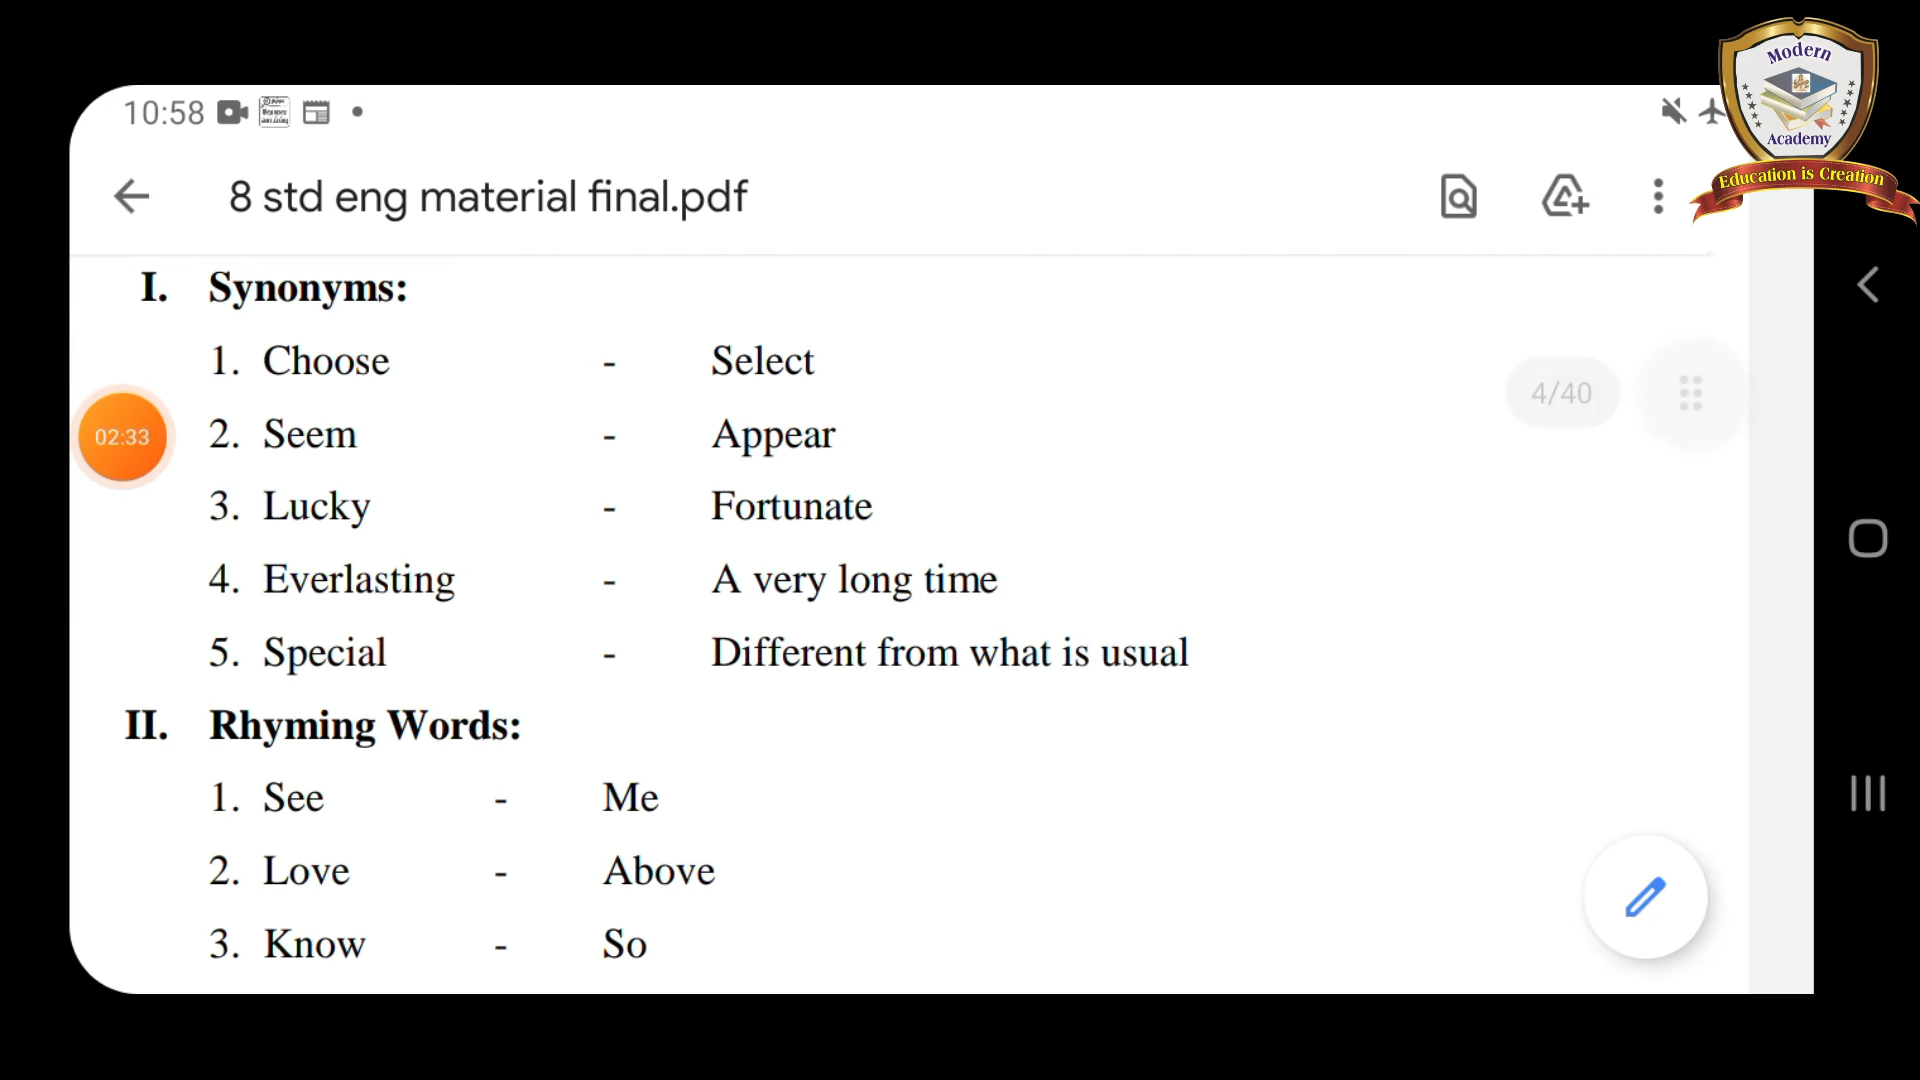 Modern
Academy
Education is Creation
10:58
8 std eng material final.pdf
I. Synonyms:
1. Choose - Select
4/40
02:33
2. Seem - Appear
3. Lucky - Fortunate
4. Everlasting - A very long time
5. Special - Different from what is usual
II. Rhyming Words:
1. See - Me
2. Love - Above
3. Know - So